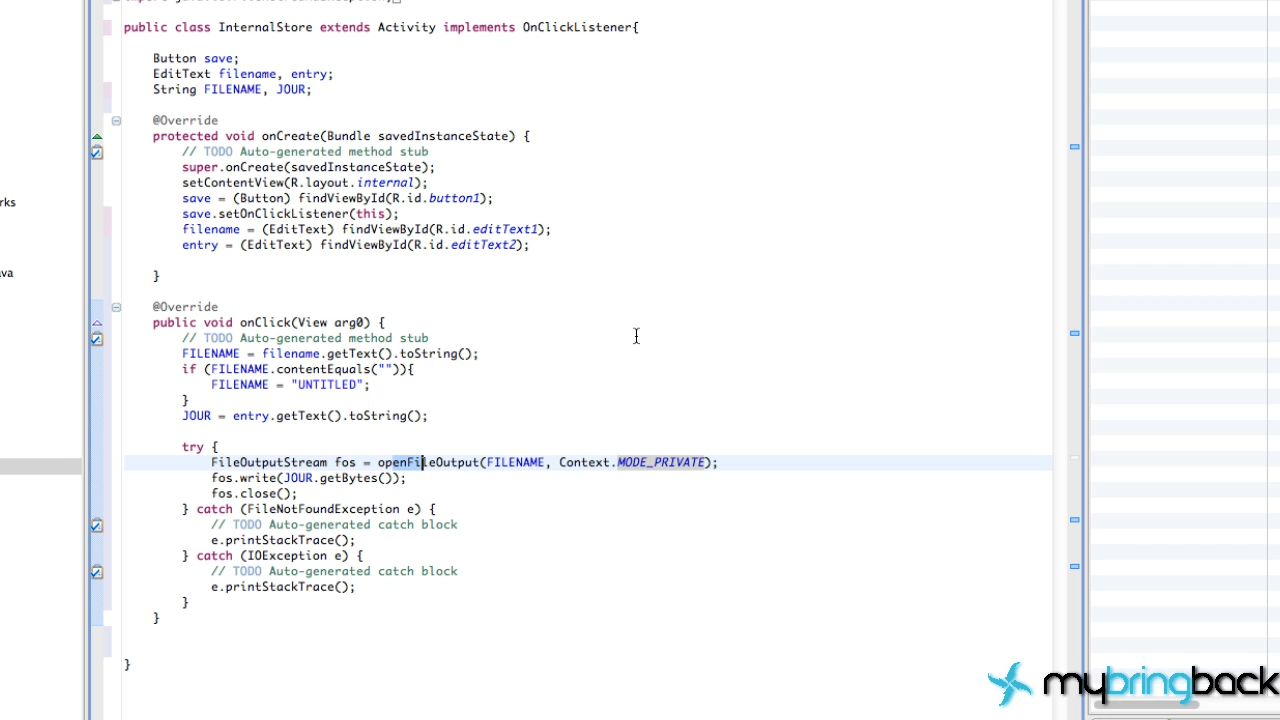 public class InternalStore extends Activity implements OnClickListener{
Button save;
EditText filename, entry;
String FILENAME, JOUR;
@Override
protected void onCreate(Bundle savedInstanceState) {
// TODO Auto-generated method stub
super.onCreate(savedInstanceState);
setContentView(R.layout.internal);
save = (Button) findViewById(R.id.button1);
save.setOnClickListener(this);
filename = (EditText) findViewById(R.id.editText1);
entry = (EditText) findViewById(R.id.editText2);
}
@Override
public void onClick(View arg0) {
// TODO Auto-generated method stub
FILENAME = filename.getText().toString();
if (FILENAME.contentEquals("")){
FILENAME = "UNTITLED";
}
JOUR = entry.getText().toString();
try {
FileOutputStream fos = openFileOutput(FILENAME, Context.MODE_PRIVATE);
fos.write(JOUR.getBytes());
fos.close();
} catch (FileNotFoundException e) {
// TODO Auto-generated catch block
e.printStackTrace();
} catch (IOException e) {
// TODO Auto-generated catch block
e.printStackTrace();
}
}
}
rks
va
mybringback